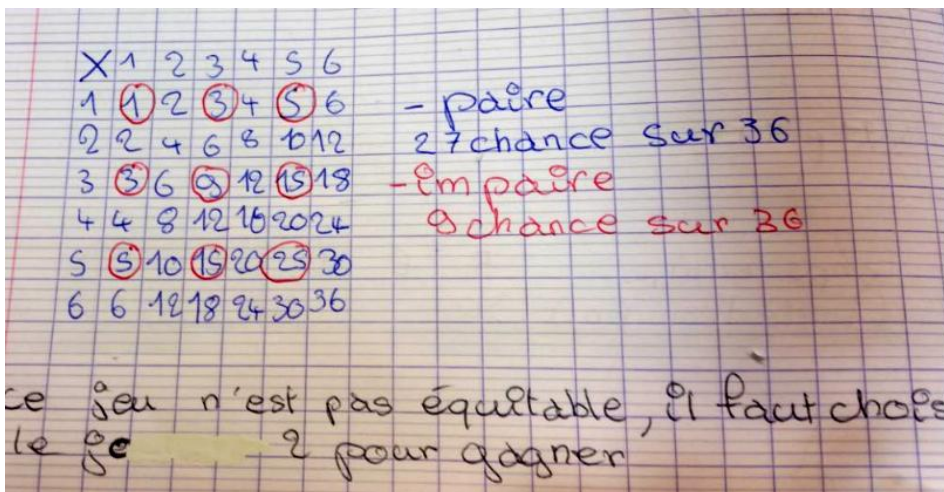 X 1 2 3 4 5 6
1 1 2 3 4 5 6 - paire
2 2 4 6 8 10 12 27 chance sur 36
3 3 6 9 12 15 18 - impaire
4 4 8 12 16 20 24 9 chance sur 36
5 5 10 15 20 25 30
6 6 12 18 24 30 36
ce jeu n'est pas équitable, il faut chois
le 2 pour gagner